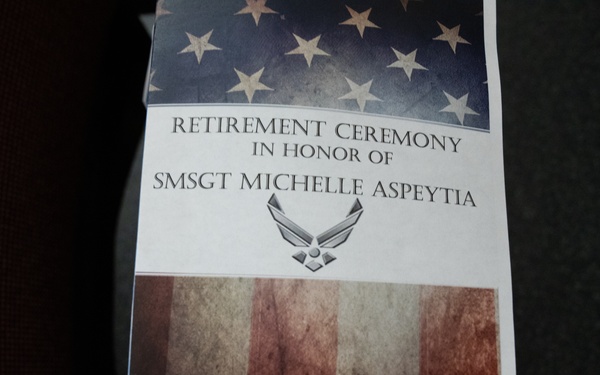 RETIREMENT CEREMONY
IN HONOR OF
SMSGT MICHELLE ASPEYTIA